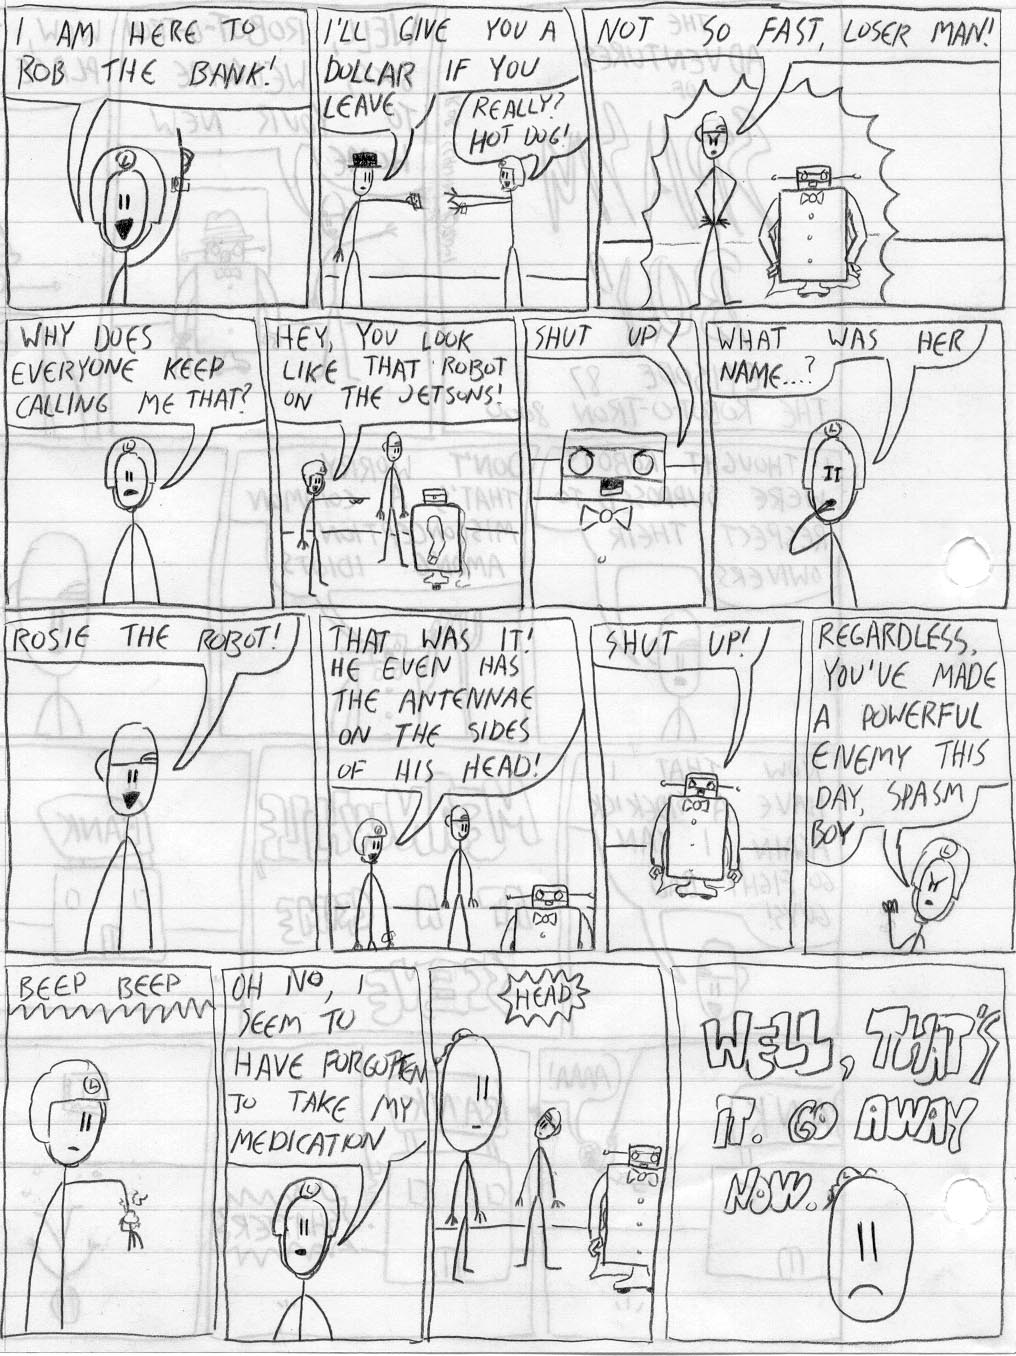 I AM HERE TO
ROB THE BANK!
I'LL GIVE YOU A
DOLLAR IF YOU
LEAVE
REALLY?
HOT DOG!
NOT SO FAST, LOSER MAN!
WHY DOES
EVERYONE KEEP
CALLING ME THAT?
HEY, YOU LOOK
LIKE THAT ROBOT
ON THE JETSONS!
SHUT UP
WHAT WAS HER
NAME...?
ROSIE THE ROBOT!
THAT WAS IT!
HE EVEN HAS
THE ANTENNAE
ON THE SIDES
OF HIS HEAD!
SHUT UP!
REGARDLESS,
YOU'VE MADE
A POWERFUL
ENEMY THIS
DAY, SPASM
BOY
BEEP BEEP
OH NO, I
SEEM TO
HAVE FORGOTTEN
TO TAKE MY
MEDICATION
HEAD
WELL, THAT'S
IT. GO AWAY
NOW.